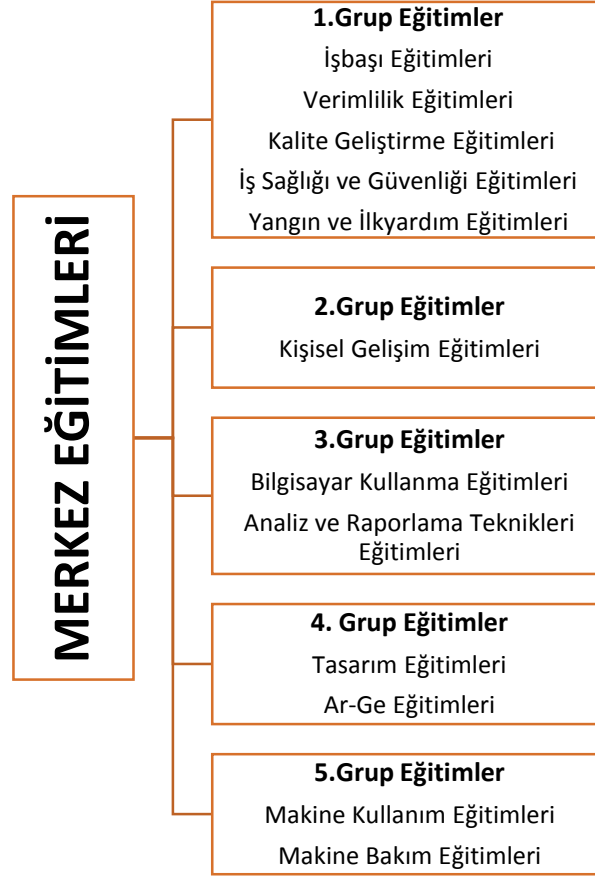 MERKEZ EĞİTİMLERİ
1.Grup Eğitimler
İşbaşı Eğitimleri
Verimlilik Eğitimleri
Kalite Geliştirme Eğitimleri
İş Sağlığı ve Güvenliği Eğitimleri
Yangın ve İlkyardım Eğitimleri
2.Grup Eğitimler
Kişisel Gelişim Eğitimleri
3.Grup Eğitimler
Bilgisayar Kullanma Eğitimleri
Analiz ve Raporlama Teknikleri
Eğitimleri
4. Grup Eğitimler
Tasarım Eğitimleri
Ar-Ge Eğitimleri
5.Grup Eğitimler
Makine Kullanım Eğitimleri
Makine Bakım Eğitimleri